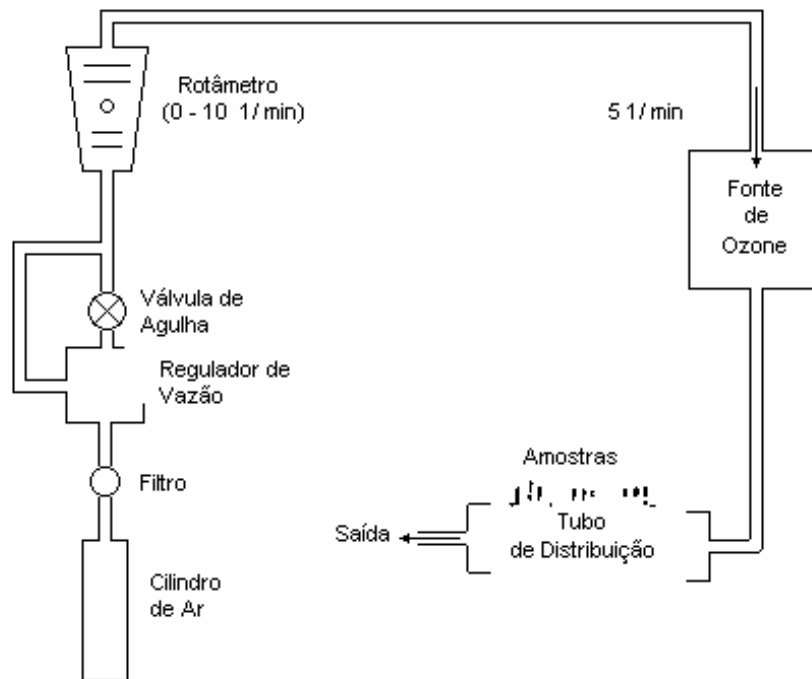 Rotâmetro
(0 - 10 1/ min)
5 1/ min
Fonte
de
Ozone
Válvula de
Agulha
Regulador de
Vazão
Filtro
Amostras
Tubo
de Distribuição
Saída
Cilindro
de Ar